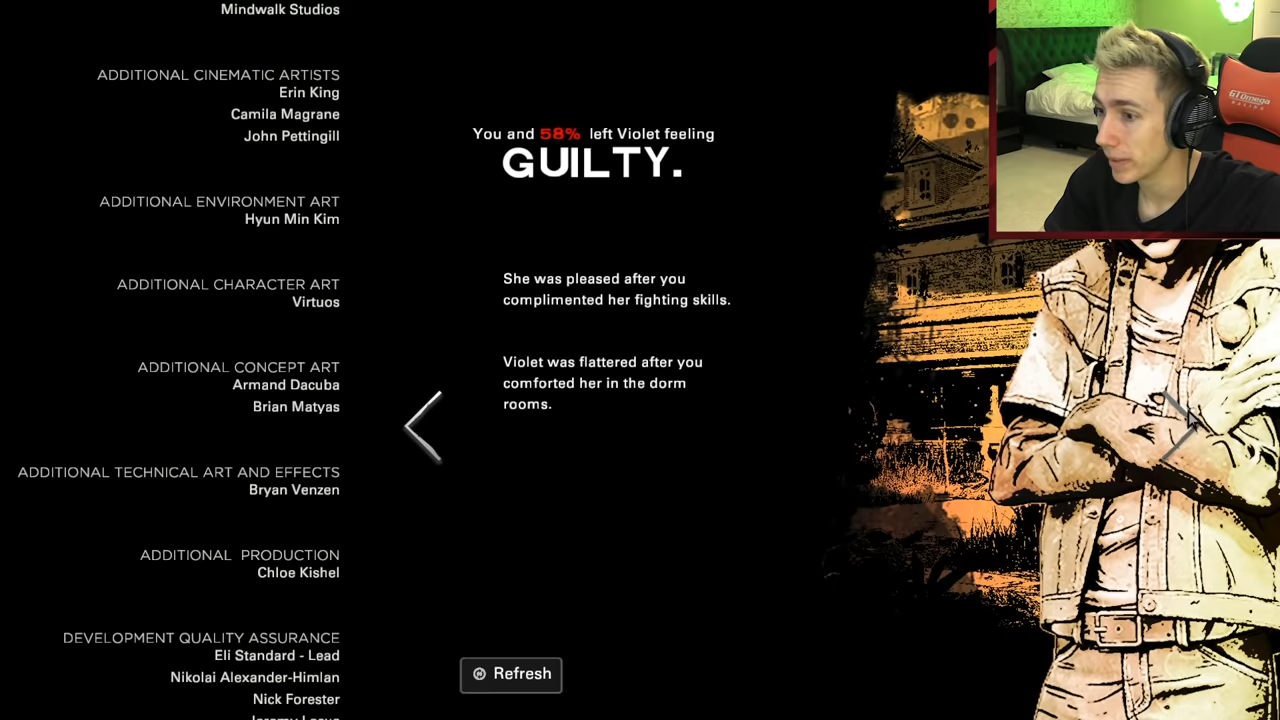 Mindwalk Studios
ADDITIONAL CINEMATIC ARTISTS
Erin King
Camila Magrane
John Pettingill
ADDITIONAL ENVIRONMENT ART
Hyun Min Kim
ADDITIONAL CHARACTER ART
Virtuos
ADDITIONAL CONCEPT ART
Armand Dacuba
Brian Matyas
ADDITIONAL TECHNICAL ART AND EFFECTS
Bryan Venzen
ADDITIONAL PRODUCTION
Chloe Kishel
DEVELOPMENT QUALITY ASSURANCE
Eli Standard - Lead
Nikolai Alexander-Himlan
Nick Forester
You and 58% left Violet feeling
GUILTY.
She was pleased after you
complimented her fighting skills.
Violet was flattered after you
comforted her in the dorm
rooms.
Refresh
GT Omega
RACING